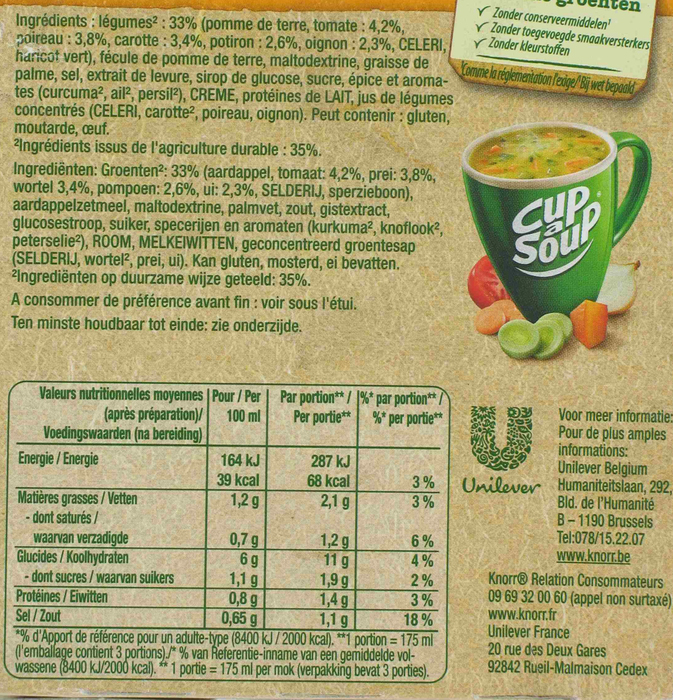 Ingrédients : légumes² : 33% (pomme de terre, tomate : 4,2%,
poireau : 3,8%, carotte : 3,4%, potiron : 2,6%, oignon : 2,3%, CELERI,
haricot vert), fécule de pomme de terre, maltodextrine, graisse de
palme, sel, extrait de levure, sirop de glucose, sucre, épice et aroma-
tes (curcuma², ail², persil²), CREME, protéines de LAIT, jus de légumes
concentrés (CELERI, carotte², poireau, oignon). Peut contenir : gluten,
moutarde, œuf.
²Ingrédients issus de l'agriculture durable : 35%.
Ingrediënten: Groenten²: 33% (aardappel, tomaat: 4,2%, prei: 3,8%,
wortel 3,4%, pompoen: 2,6%, ui: 2,3%, SELDERIJ, sperzieboon),
aardappelzetmeel, maltodextrine, palmvet, zout, gistextract,
glucosestroop, suiker, specerijen en aromaten (kurkuma², knoflook²,
peterselie²), ROOM, MELKEIWITTEN, geconcentreerd groentesap
(SELDERIJ, wortel², prei, ui). Kan gluten, mosterd, ei bevatten.
²Ingrediënten op duurzame wijze geteeld: 35%.
A consommer de préférence avant fin : voir sous l'étui.
Ten minste houdbaar tot einde: zie onderzijde.
groenten
✓ Zonder conserveermiddelen¹
✓ Zonder toegevoegde smaakversterkers
✓ Zonder kleurstoffen
¹comme la réglementation l'exige/ Bij wet bepaald
Cup
a
Soup
Valeurs nutritionnelles moyennes Pour / Per Par portion** / %* par portion** /
(après préparation)/ 100 ml Per portie** %* per portie**
Voedingswaarden (na bereiding)
Energie / Energie 164 kJ 287 kJ
39 kcal 68 kcal 3 %
Matières grasses / Vetten 1,2 g 2,1 g 3 %
- dont saturés /
waarvan verzadigde 0,7 g 1,2 g 6 %
Glucides / Koolhydraten 6 g 11 g 4 %
- dont sucres / waarvan suikers 1,1 g 1,9 g 2 %
Protéines / Eiwitten 0,8 g 1,4 g 3 %
Sel / Zout 0,65 g 1,1 g 18 %
*% d'Apport de référence pour un adulte-type (8400 kJ / 2000 kcal). **1 portion = 175 ml
(l'emballage contient 3 portions)./* % van Referentie-inname van een gemiddelde vol-
wassene (8400 kJ/2000 kcal). ** 1 portie = 175 ml per mok (verpakking bevat 3 porties).
Unilever
Voor meer informatie:
Pour de plus amples
informations:
Unilever Belgium
Humaniteitslaan, 292,
Bld. de l'Humanité
B – 1190 Brussels
Tel:078/15.22.07
www.knorr.be
Knorr® Relation Consommateurs
09 69 32 00 60 (appel non surtaxé)
www.knorr.fr
Unilever France
20 rue des Deux Gares
92842 Rueil-Malmaison Cedex